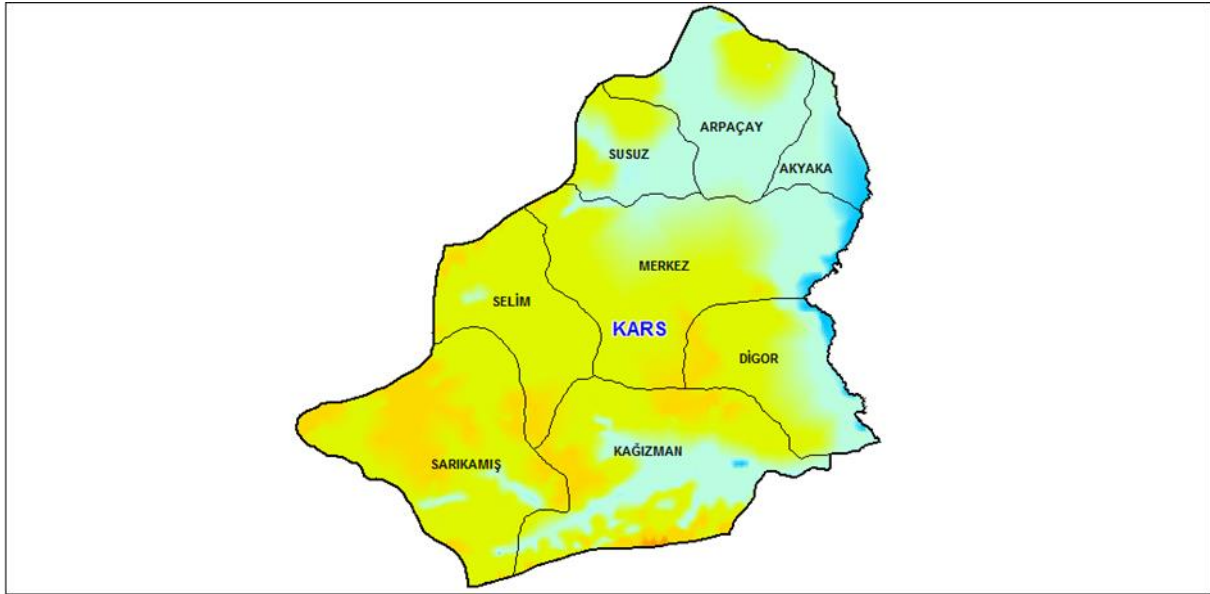 ARPAÇAY
SUSUZ
AKYAKA
MERKEZ
SELİM
KARS
DİGOR
KAĞIZMAN
SARIKAMIŞ